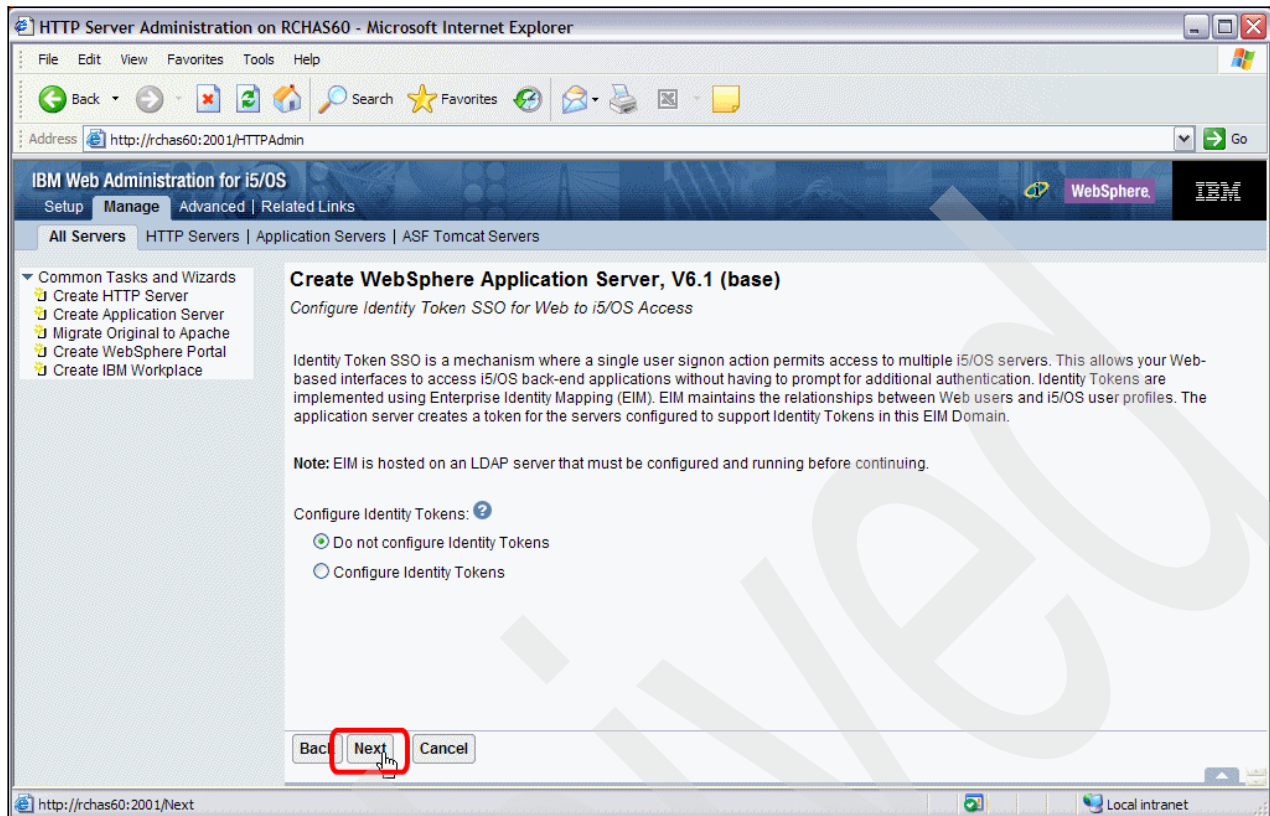 HTTP Server Administration on RCHAS60 - Microsoft Internet Explorer
File Edit View Favorites Tools Help
Back Search Favorites
Address http://rchas60:2001/HTTPAdmin Go
IBM Web Administration for i5/OS
WebSphere. IBM
Setup Manage Advanced | Related Links
All Servers HTTP Servers | Application Servers | ASF Tomcat Servers
Common Tasks and Wizards
Create HTTP Server
Create Application Server
Migrate Original to Apache
Create WebSphere Portal
Create IBM Workplace
Create WebSphere Application Server, V6.1 (base)
Configure Identity Token SSO for Web to i5/OS Access
Identity Token SSO is a mechanism where a single user signon action permits access to multiple i5/OS servers. This allows your Web-
based interfaces to access i5/OS back-end applications without having to prompt for additional authentication. Identity Tokens are
implemented using Enterprise Identity Mapping (EIM). EIM maintains the relationships between Web users and i5/OS user profiles. The
application server creates a token for the servers configured to support Identity Tokens in this EIM Domain.
Note: EIM is hosted on an LDAP server that must be configured and running before continuing.
Configure Identity Tokens:
Do not configure Identity Tokens
Configure Identity Tokens
Back Next Cancel
http://rchas60:2001/Next Local intranet